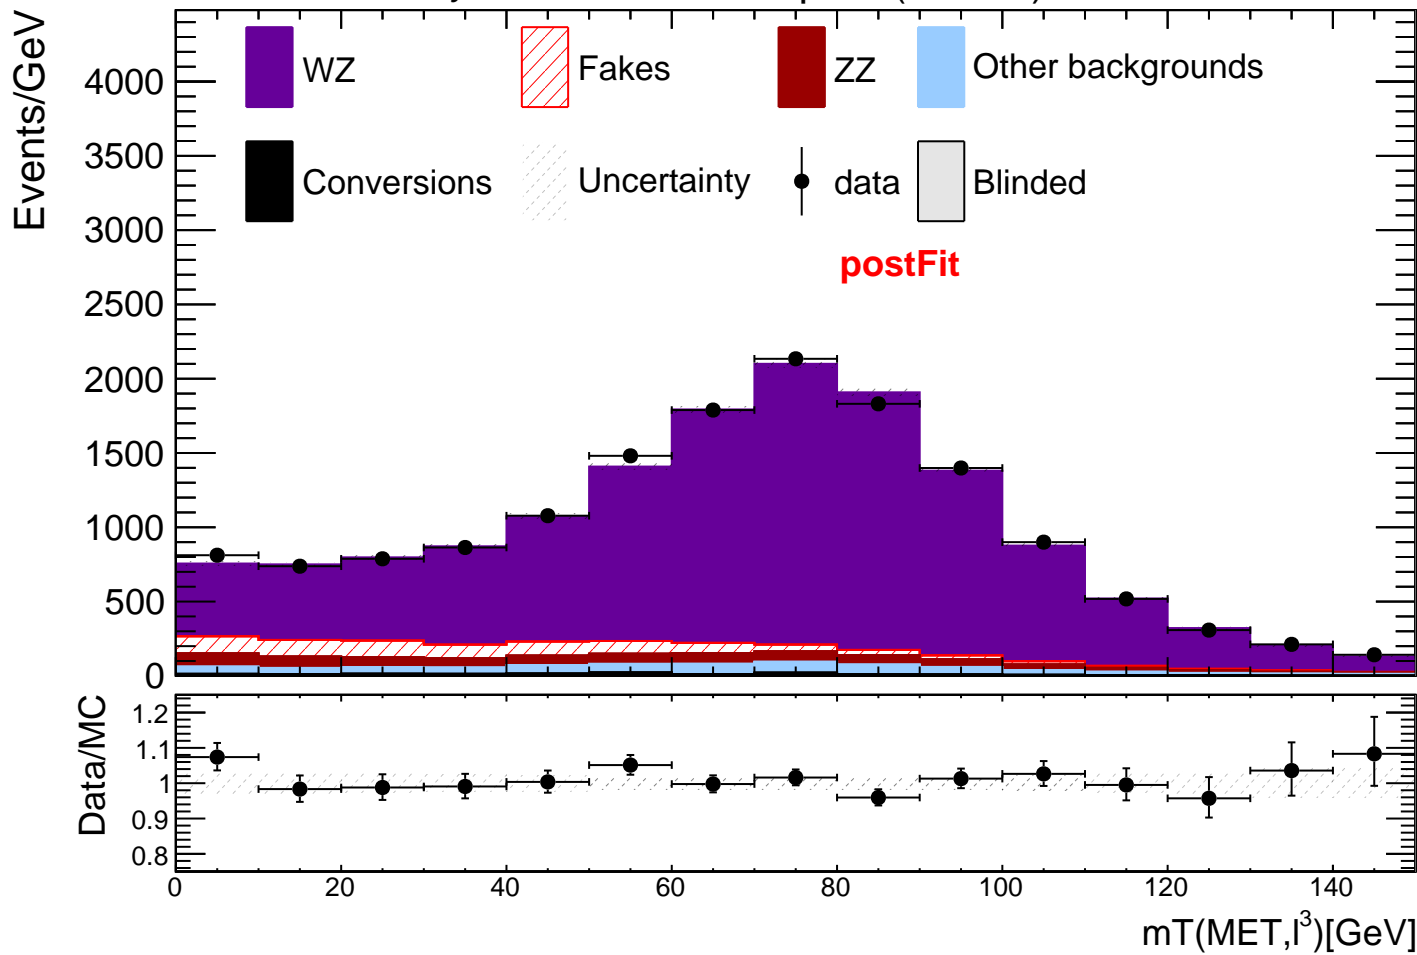 Events/GeV
4000
3500
3000
2500
2000
1500
1000
500
0
WZ
Fakes
ZZ
Other backgrounds
Conversions
Uncertainty
data
Blinded
postFit
Data/MC
1.2
1.1
1
0.9
0.8
0 20 40 60 80 100 120 140
mT(MET,l³)[GeV]